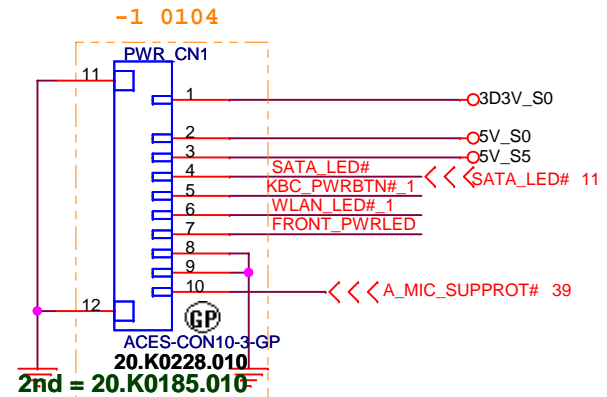 -1 0104
PWR_CN1
11
1
3D3V_S0
2
5V_S0
3
5V_S5
4
SATA_LED#
SATA_LED# 11
5
KBC_PWRBTN#_1
6
WLAN_LED#_1
7
FRONT_PWRLED
8
9
10
A_MIC_SUPPROT# 39
12
GP
ACES-CON10-3-GP
20.K0228.010
2nd = 20.K0185.010